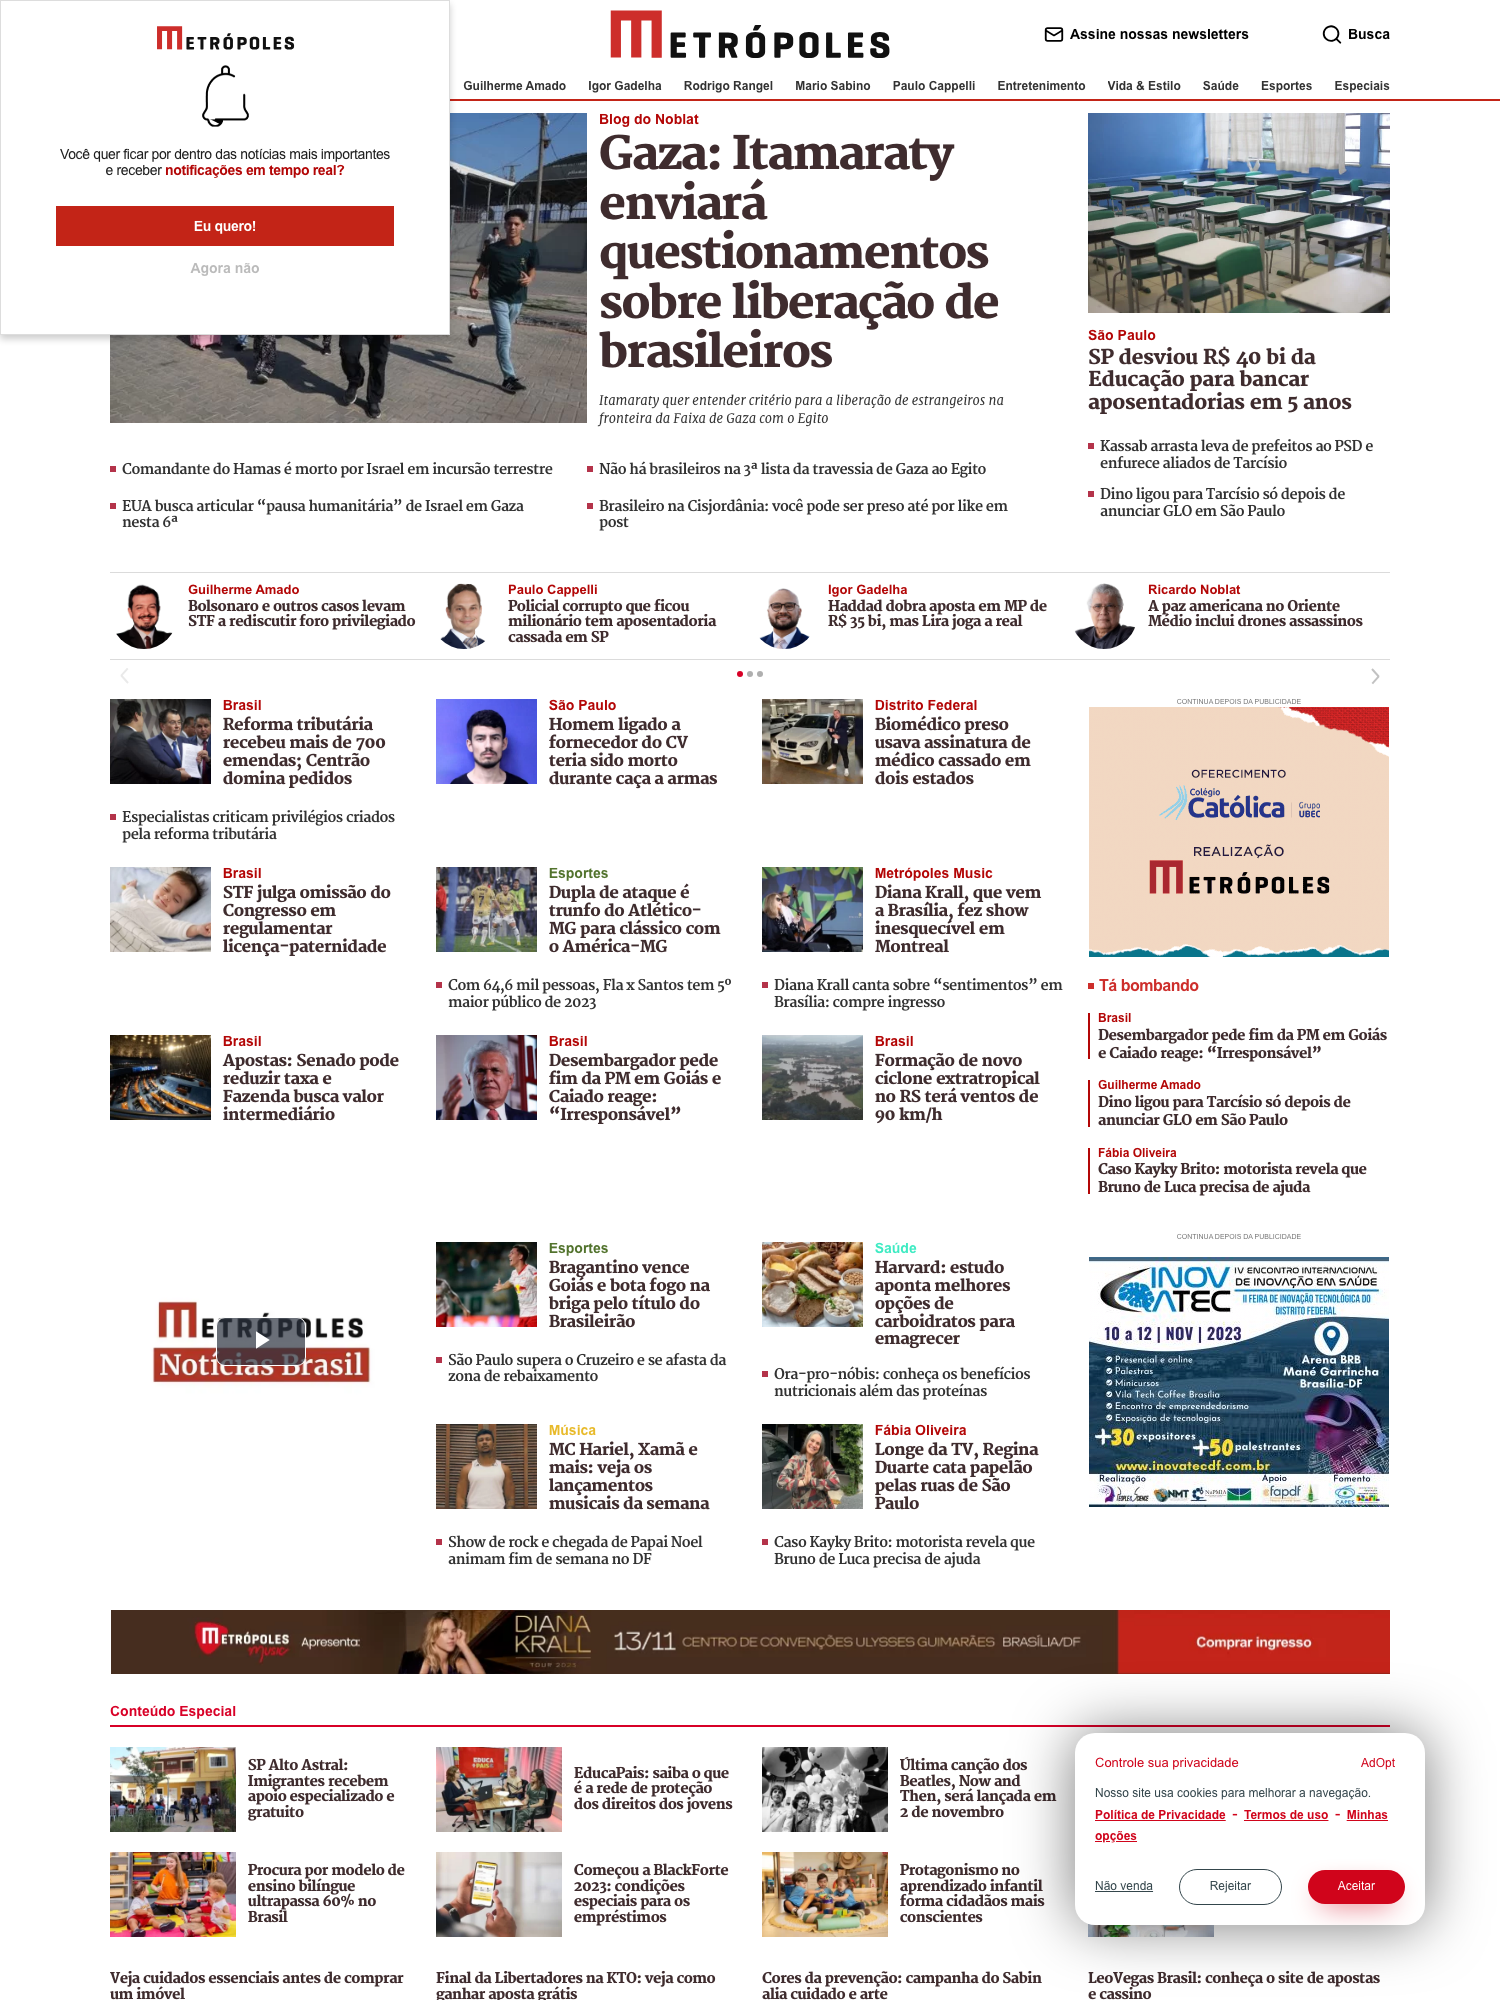 METRÓPOLES
Você quer ficar por dentro das notícias mais importantes
e receber notificações em tempo real?
Eu quero!
Agora não
METRÓPOLES
Assine nossas newsletters
Busca
Guilherme Amado
Igor Gadelha
Rodrigo Rangel
Mario Sabino
Paulo Cappelli
Entretenimento
Vida & Estilo
Saúde
Esportes
Especiais
Blog do Noblat
Gaza: Itamaraty
enviará
questionamentos
sobre liberação de
brasileiros
Itamaraty quer entender critério para a liberação de estrangeiros na
fronteira da Faixa de Gaza com o Egito
São Paulo
SP desviou R$ 40 bi da
Educação para bancar
aposentadorias em 5 anos
Kassab arrasta leva de prefeitos ao PSD e
enfurece aliados de Tarcísio
Dino ligou para Tarcísio só depois de
anunciar GLO em São Paulo
Comandante do Hamas é morto por Israel em incursão terrestre
Não há brasileiros na 3ª lista da travessia de Gaza ao Egito
EUA busca articular “pausa humanitária” de Israel em Gaza
nesta 6ª
Brasileiro na Cisjordânia: você pode ser preso até por like em
post
Guilherme Amado
Bolsonaro e outros casos levam
STF a rediscutir foro privilegiado
Paulo Cappelli
Policial corrupto que ficou
milionário tem aposentadoria
cassada em SP
Igor Gadelha
Haddad dobra aposta em MP de
R$ 35 bi, mas Lira joga a real
Ricardo Noblat
A paz americana no Oriente
Médio inclui drones assassinos
Brasil
Reforma tributária
recebeu mais de 700
emendas; Centrão
domina pedidos
Especialistas criticam privilégios criados
pela reforma tributária
São Paulo
Homem ligado a
fornecedor do CV
teria sido morto
durante caça a armas
Distrito Federal
Biomédico preso
usava assinatura de
médico cassado em
dois estados
CONTINUA DEPOIS DA PUBLICIDADE
OFERECIMENTO
Colégio
Católica
Grupo
UBEC
REALIZAÇÃO
METRÓPOLES
Brasil
STF julga omissão do
Congresso em
regulamentar
licença-paternidade
Esportes
Dupla de ataque é
trunfo do Atlético-
MG para clássico com
o América-MG
Com 64,6 mil pessoas, Fla x Santos tem 5º
maior público de 2023
Metrópoles Music
Diana Krall, que vem
a Brasília, fez show
inesquecível em
Montreal
Diana Krall canta sobre “sentimentos” em
Brasília: compre ingresso
Tá bombando
Brasil
Desembargador pede fim da PM em Goiás
e Caiado reage: “Irresponsável”
Guilherme Amado
Dino ligou para Tarcísio só depois de
anunciar GLO em São Paulo
Fábia Oliveira
Caso Kayky Brito: motorista revela que
Bruno de Luca precisa de ajuda
Brasil
Apostas: Senado pode
reduzir taxa e
Fazenda busca valor
intermediário
Brasil
Desembargador pede
fim da PM em Goiás e
Caiado reage:
“Irresponsável”
Brasil
Formação de novo
ciclone extratropical
no RS terá ventos de
90 km/h
METRÓPOLES
Notícias Brasil
Esportes
Bragantino vence
Goiás e bota fogo na
briga pelo título do
Brasileirão
São Paulo supera o Cruzeiro e se afasta da
zona de rebaixamento
Saúde
Harvard: estudo
aponta melhores
opções de
carboidratos para
emagrecer
Ora-pro-nóbis: conheça os benefícios
nutricionais além das proteínas
CONTINUA DEPOIS DA PUBLICIDADE
INOVATEC
IV ENCONTRO INTERNACIONAL
DE INOVAÇÃO EM SAÚDE
II FEIRA DE INOVAÇÃO TECNOLÓGICA DO
DISTRITO FEDERAL
10 a 12 | NOV | 2023
Presencial e online
Palestras
Minicursos
Vila Tech Coffee Brasília
Encontro de empreendedorismo
Exposição de tecnologias
Arena BRB
Mané Garrincha
Brasília-DF
+30 expositores
+50 palestrantes
www.inovatecdf.com.br
Realização
Apoio
Fomento
NMT
fapdf
CAPES
Música
MC Hariel, Xamã e
mais: veja os
lançamentos
musicais da semana
Show de rock e chegada de Papai Noel
animam fim de semana no DF
Fábia Oliveira
Longe da TV, Regina
Duarte cata papelão
pelas ruas de São
Paulo
Caso Kayky Brito: motorista revela que
Bruno de Luca precisa de ajuda
METRÓPOLES
Music
Apresenta:
DIANA
KRALL
TOUR 2023
13/11 CENTRO DE CONVENÇÕES ULYSSES GUIMARÃES BRASÍLIA/DF
Comprar ingresso
Conteúdo Especial
SP Alto Astral:
Imigrantes recebem
apoio especializado e
gratuito
EDUCA
PAIS
EducaPais: saiba o que
é a rede de proteção
dos direitos dos jovens
Última canção dos
Beatles, Now and
Then, será lançada em
2 de novembro
Procura por modelo de
ensino bilíngue
ultrapassa 60% no
Brasil
Começou a BlackForte
2023: condições
especiais para os
empréstimos
Protagonismo no
aprendizado infantil
forma cidadãos mais
conscientes
Controle sua privacidade
AdOpt
Nosso site usa cookies para melhorar a navegação.
Política de Privacidade - Termos de uso - Minhas
opções
Não venda
Rejeitar
Aceitar
Veja cuidados essenciais antes de comprar
um imóvel
Final da Libertadores na KTO: veja como
ganhar aposta grátis
Cores da prevenção: campanha do Sabin
alia cuidado e arte
LeoVegas Brasil: conheça o site de apostas
e cassino